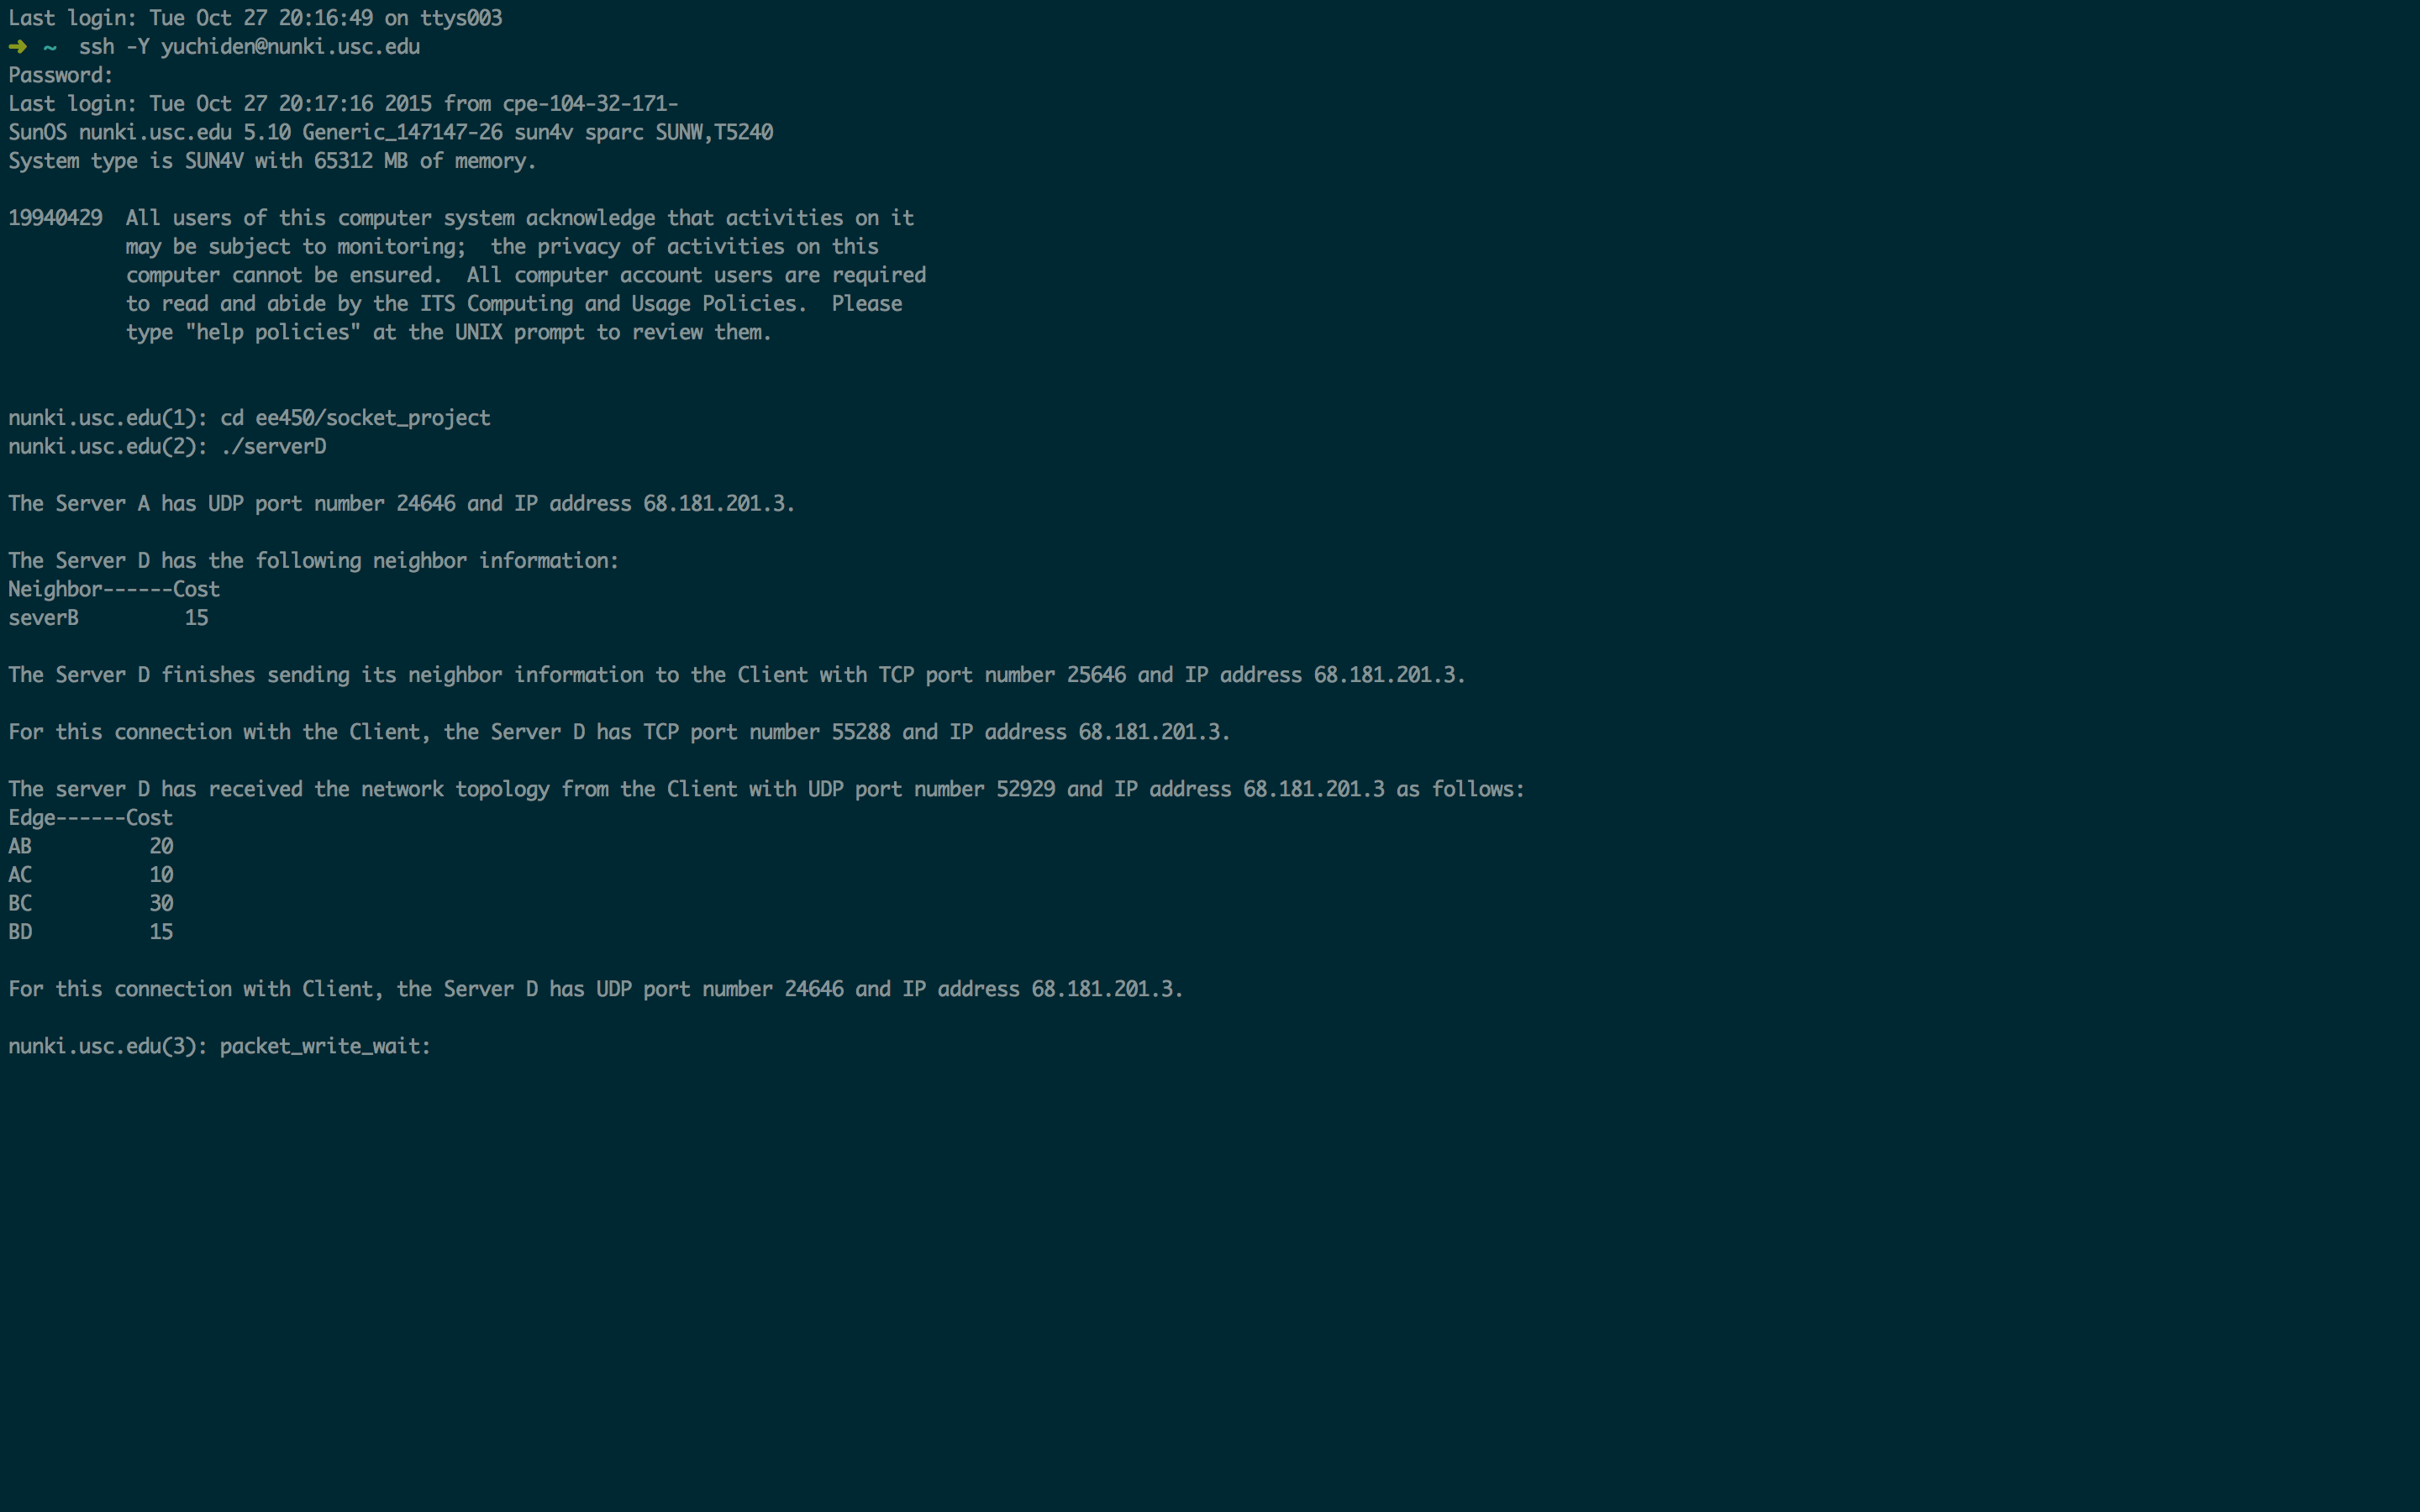 Last login: Tue Oct 27 20:16:49 on ttys003
➜  ~  ssh -Y yuchiden@nunki.usc.edu
Password:
Last login: Tue Oct 27 20:17:16 2015 from cpe-104-32-171-
SunOS nunki.usc.edu 5.10 Generic_147147-26 sun4v sparc SUNW,T5240
System type is SUN4V with 65312 MB of memory.

19940429  All users of this computer system acknowledge that activities on it
          may be subject to monitoring;  the privacy of activities on this
          computer cannot be ensured.  All computer account users are required
          to read and abide by the ITS Computing and Usage Policies.  Please
          type "help policies" at the UNIX prompt to review them.

nunki.usc.edu(1): cd ee450/socket_project
nunki.usc.edu(2): ./serverD

The Server A has UDP port number 24646 and IP address 68.181.201.3.

The Server D has the following neighbor information:
Neighbor------Cost
severB         15

The Server D finishes sending its neighbor information to the Client with TCP port number 25646 and IP address 68.181.201.3.

For this connection with the Client, the Server D has TCP port number 55288 and IP address 68.181.201.3.

The server D has received the network topology from the Client with UDP port number 52929 and IP address 68.181.201.3 as follows:
Edge------Cost
AB          20
AC          10
BC          30
BD          15

For this connection with Client, the Server D has UDP port number 24646 and IP address 68.181.201.3.

nunki.usc.edu(3): packet_write_wait: